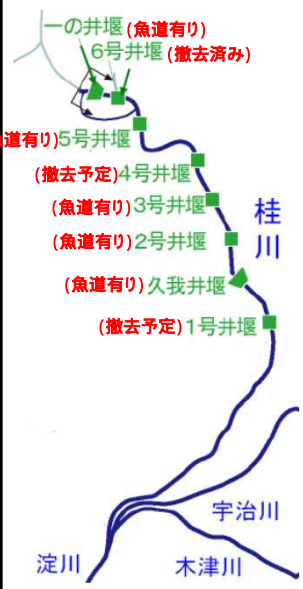 一の井堰 (魚道有り)
6号井堰 (撤去済み)
道有り) 5号井堰
(撤去予定) 4号井堰
(魚道有り) 3号井堰
(魚道有り) 2号井堰
桂川
(魚道有り) 久我井堰
(撤去予定) 1号井堰
宇治川
淀川
木津川